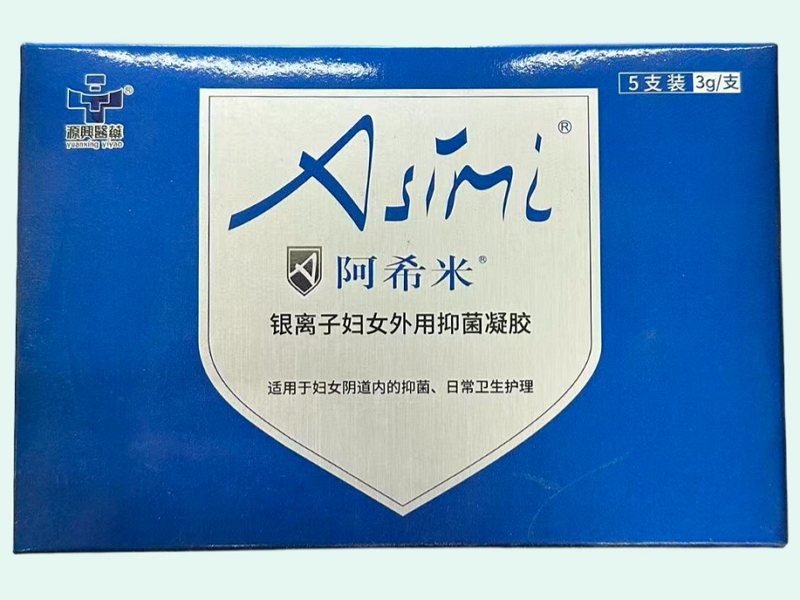 源興醫藥®
yuanxing yiyao
5支装 3g/支
Asimi®
阿希米®
银离子妇女外用抑菌凝胶
适用于妇女阴道内的抑菌、日常卫生护理